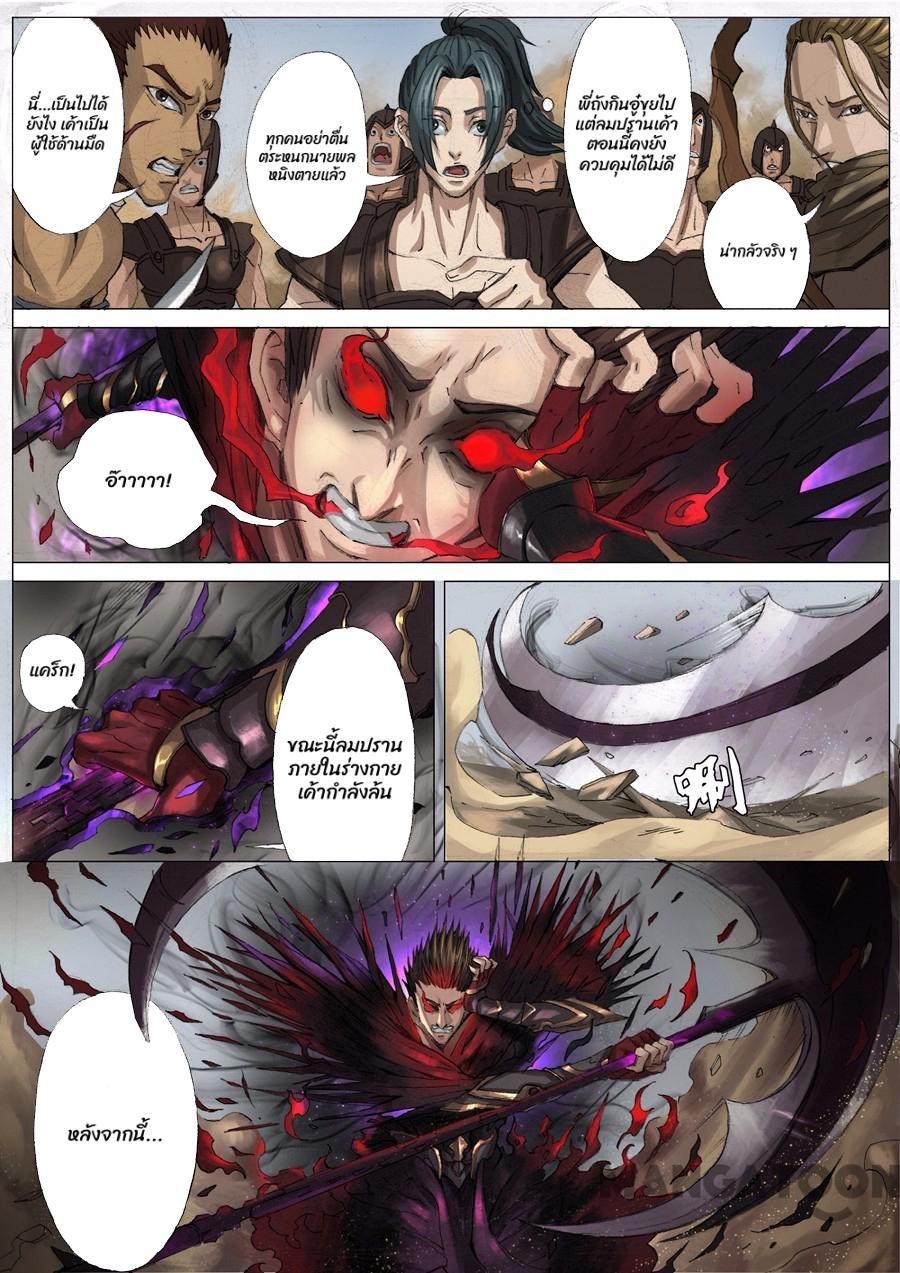 นี่...เป็นไปได้
ยังไง เค้าเป็น
ผู้ใช้ด้านมืด
ทุกคนอย่าตื่น
ตระหนกนายพล
หนิงตายแล้ว
พี่ถังกินอู๋ขุยไป
แต่ลมปรานเค้า
ตอนนี้คงยัง
ควบคุมได้ไม่ดี
น่ากลัวจริง ๆ
อ๊าาาาา!
แคร็ก!
ขณะนี้ลมปราน
ภายในร่างกาย
เค้ากำลังล้น
唰
หลังจากนี้...
MANGATOON